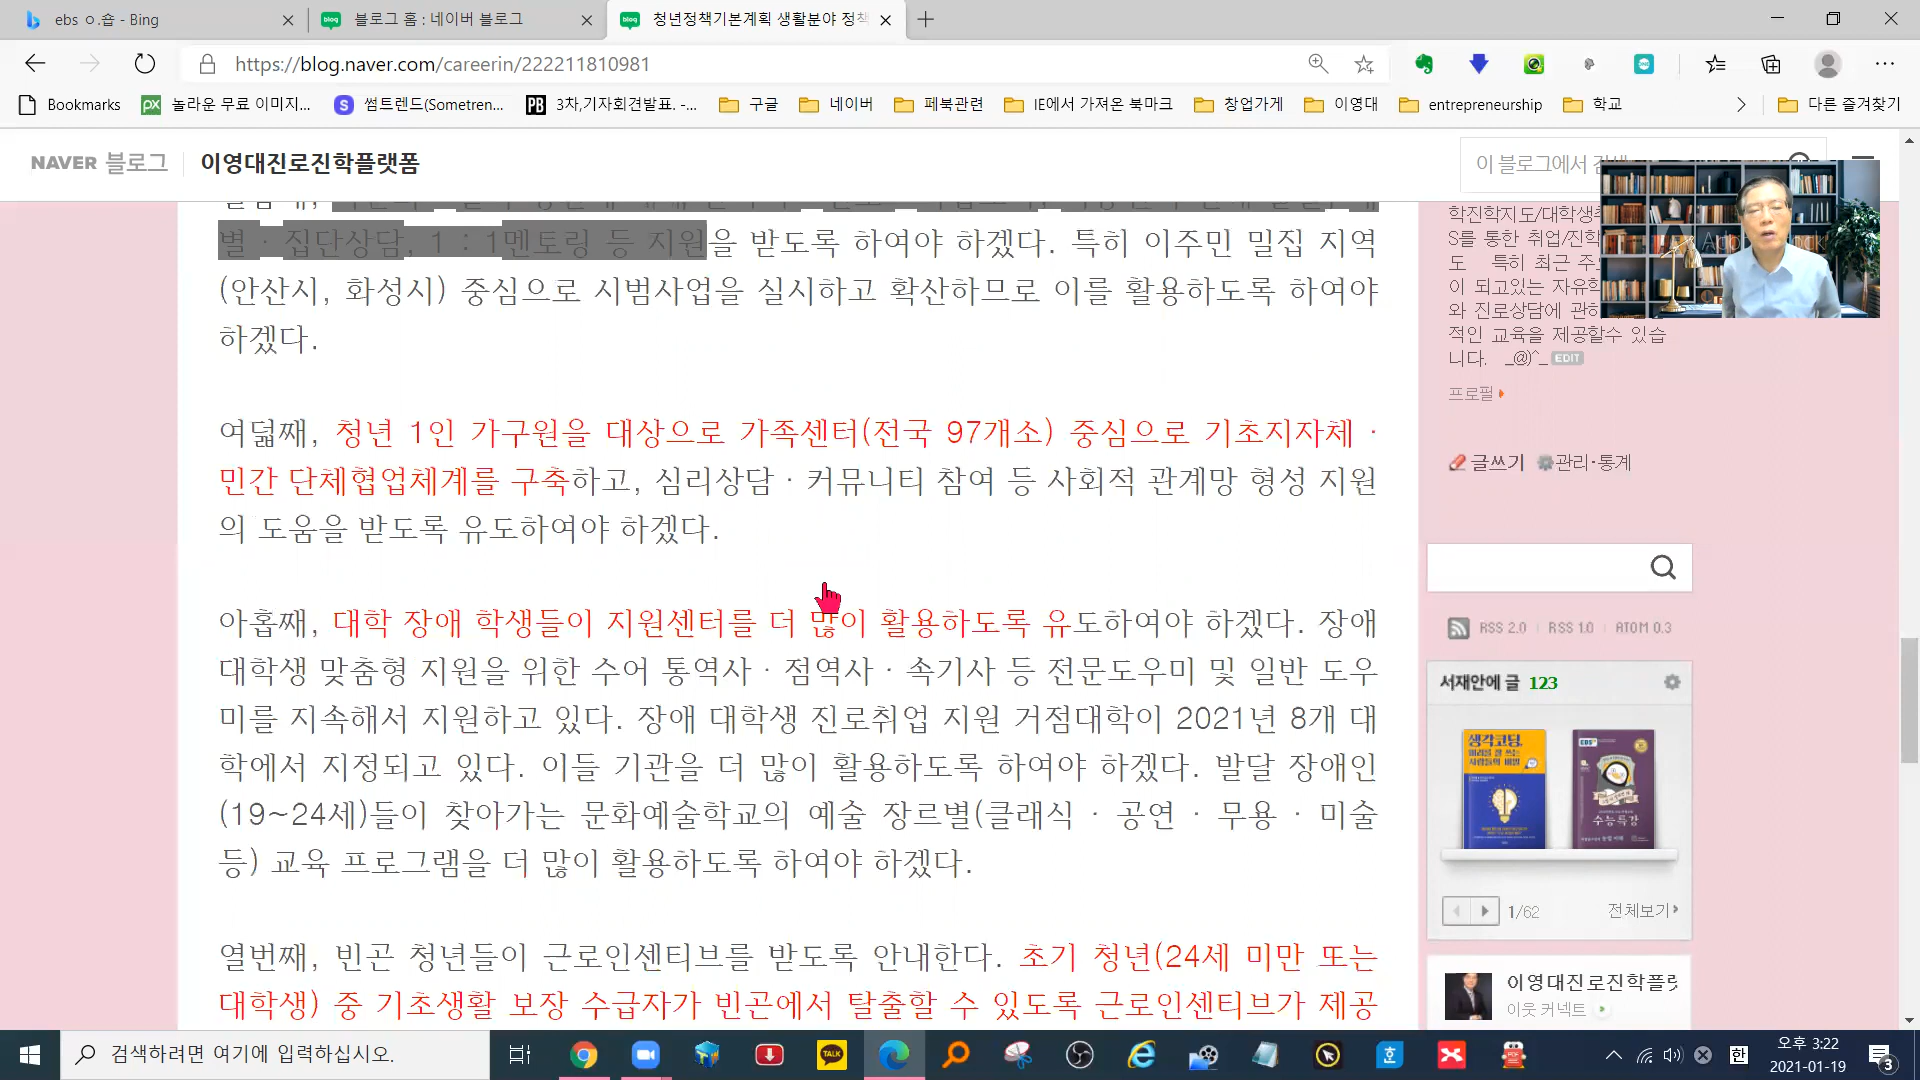 ebs ㅇ.숍 - Bing
블로그 홈 : 네이버 블로그
청년정책기본계획 생활분야 정책
https://blog.naver.com/careerin/222211810981
Bookmarks
놀라운 무료 이미지...
썸트렌드(Sometren...
3차,기자회견발표. -...
구글
네이버
페북관련
IE에서 가져온 북마크
창업가게
이영대
entrepreneurship
학교
다른 즐겨찾기
NAVER 블로그
이영대진로진학플랫폼
이 블로그에서 검색
별 · 집단상담, 1 : 1멘토링 등 지원을 받도록 하여야 하겠다. 특히 이주민 밀집 지역
(안산시, 화성시) 중심으로 시범사업을 실시하고 확산하므로 이를 활용하도록 하여야
하겠다.
여덟째, 청년 1인 가구원을 대상으로 가족센터(전국 97개소) 중심으로 기초지자체 ·
민간 단체협업체계를 구축하고, 심리상담 · 커뮤니티 참여 등 사회적 관계망 형성 지원
의 도움을 받도록 유도하여야 하겠다.
아홉째, 대학 장애 학생들이 지원센터를 더 많이 활용하도록 유도하여야 하겠다. 장애
대학생 맞춤형 지원을 위한 수어 통역사 · 점역사 · 속기사 등 전문도우미 및 일반 도우
미를 지속해서 지원하고 있다. 장애 대학생 진로취업 지원 거점대학이 2021년 8개 대
학에서 지정되고 있다. 이들 기관을 더 많이 활용하도록 하여야 하겠다. 발달 장애인
(19~24세)들이 찾아가는 문화예술학교의 예술 장르별(클래식 · 공연 · 무용 · 미술
등) 교육 프로그램을 더 많이 활용하도록 하여야 하겠다.
열번째, 빈곤 청년들이 근로인센티브를 받도록 안내한다. 초기 청년(24세 미만 또는
대학생) 중 기초생활 보장 수급자가 빈곤에서 탈출할 수 있도록 근로인센티브가 제공
학진학지도/대학생
S를 통한 취업/진학
도 특히 최근 주
이 되고있는 자유학
와 진로상담에 관하
적인 교육을 제공할수 있습
니다. _@)^_ EDIT
프로필
글쓰기 관리·통계
RSS 2.0 | RSS 1.0 | ATOM 0.3
서재안에 글 123
생각코딩,
머리를 잘 쓰는
사람들의 비밀
EBS
수능특강
1/62
전체보기
이영대진로진학플랫
이웃 커넥트
검색하려면 여기에 입력하십시오.
TALK
한
오후 3:22
2021-01-19
3